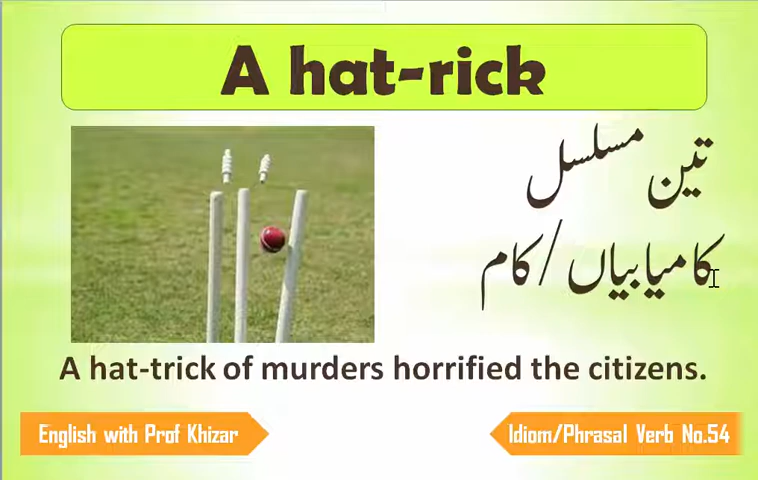 A hat-rick
تین مسلسل
کامیابیاں/کام
A hat-trick of murders horrified the citizens.
English with Prof Khizar
Idiom/Phrasal Verb No.54